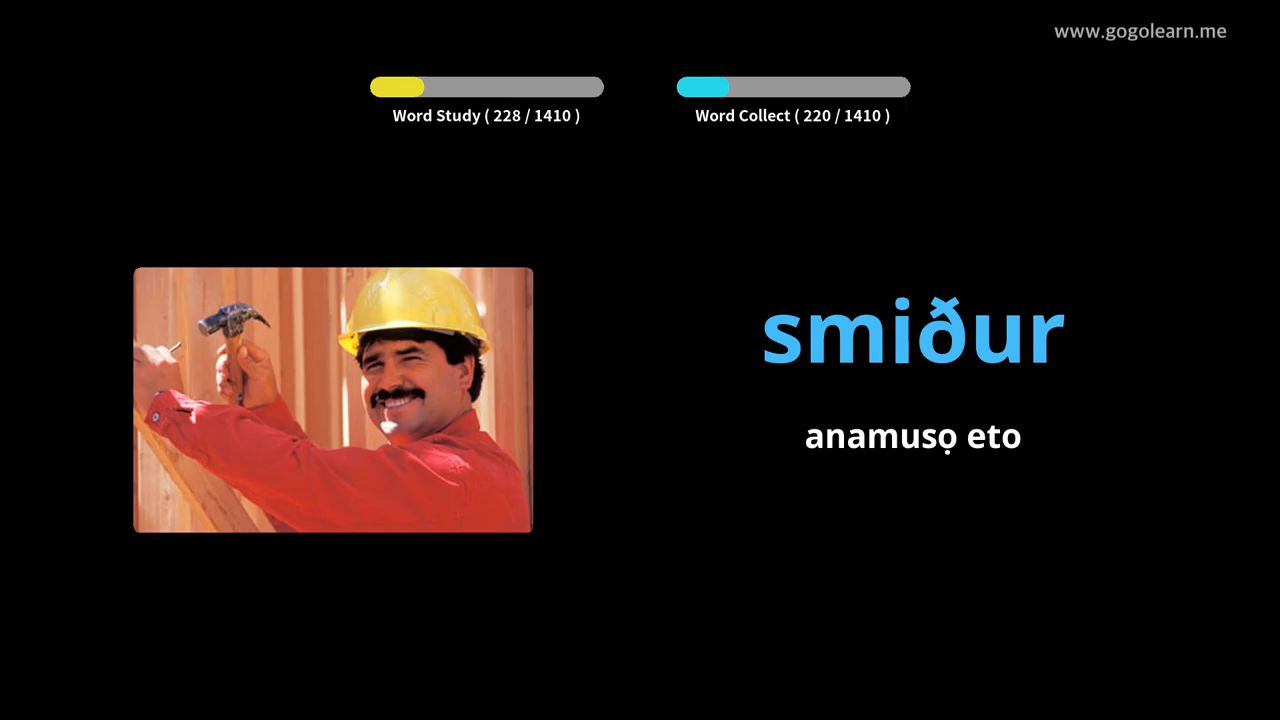 www.gogolearn.me
Word Study ( 228 / 1410 )
Word Collect ( 220 / 1410 )
smiður
anamusọ eto